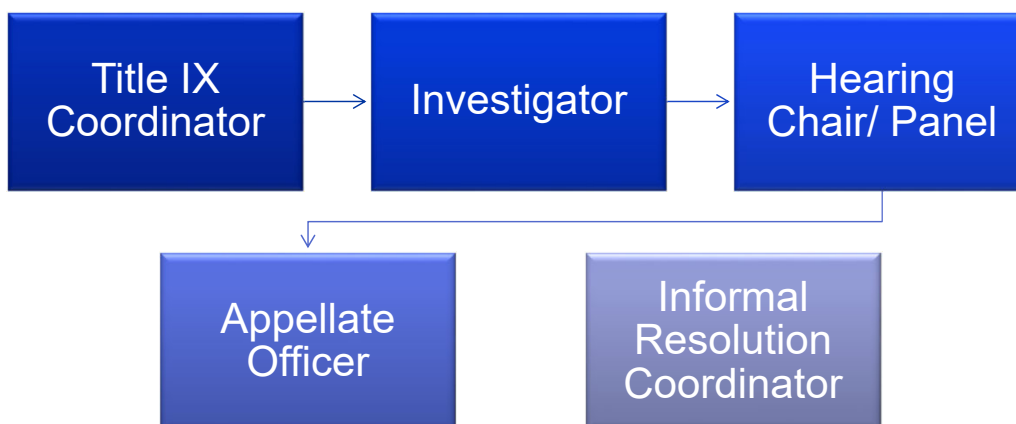 Title IX
Coordinator
Investigator
Hearing
Chair/ Panel
Appellate
Officer
Informal
Resolution
Coordinator